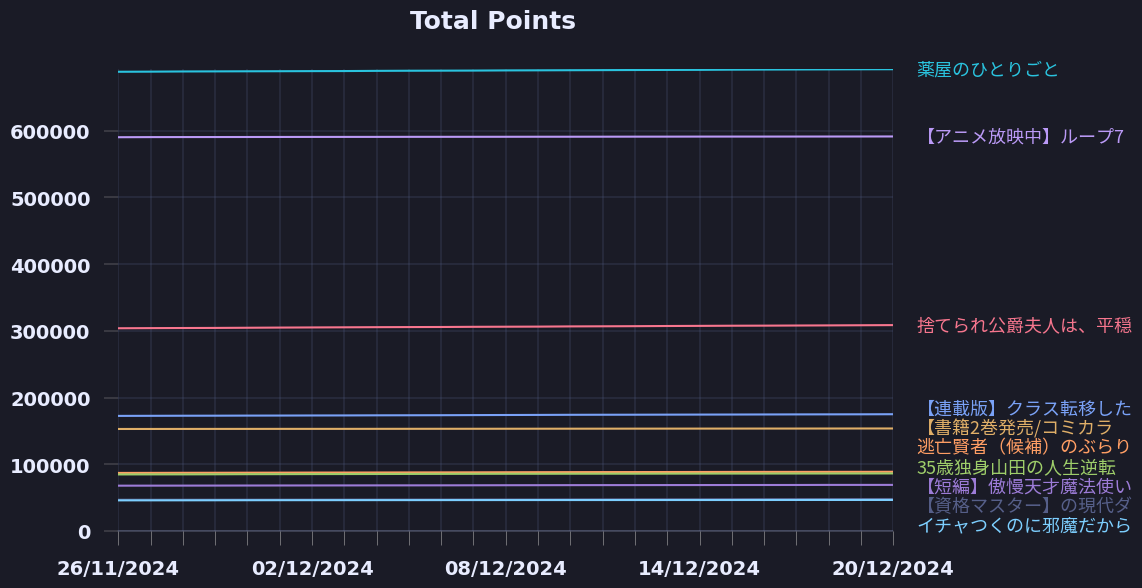 Total Points
薬屋のひとりごと
【アニメ放映中】ループ7
600000
500000
400000
300000
捨てられ公爵夫人は、平穏
200000
【連載版】クラス転移した
【書籍2巻発売/コミカラ
逃亡賢者（候補）のぶらり
100000
35歳独身山田の人生逆転
【短編】傲慢天才魔法使い
【資格マスター】の現代ダ
イチャつくのに邪魔だから
0
26/11/2024
02/12/2024
08/12/2024
14/12/2024
20/12/2024